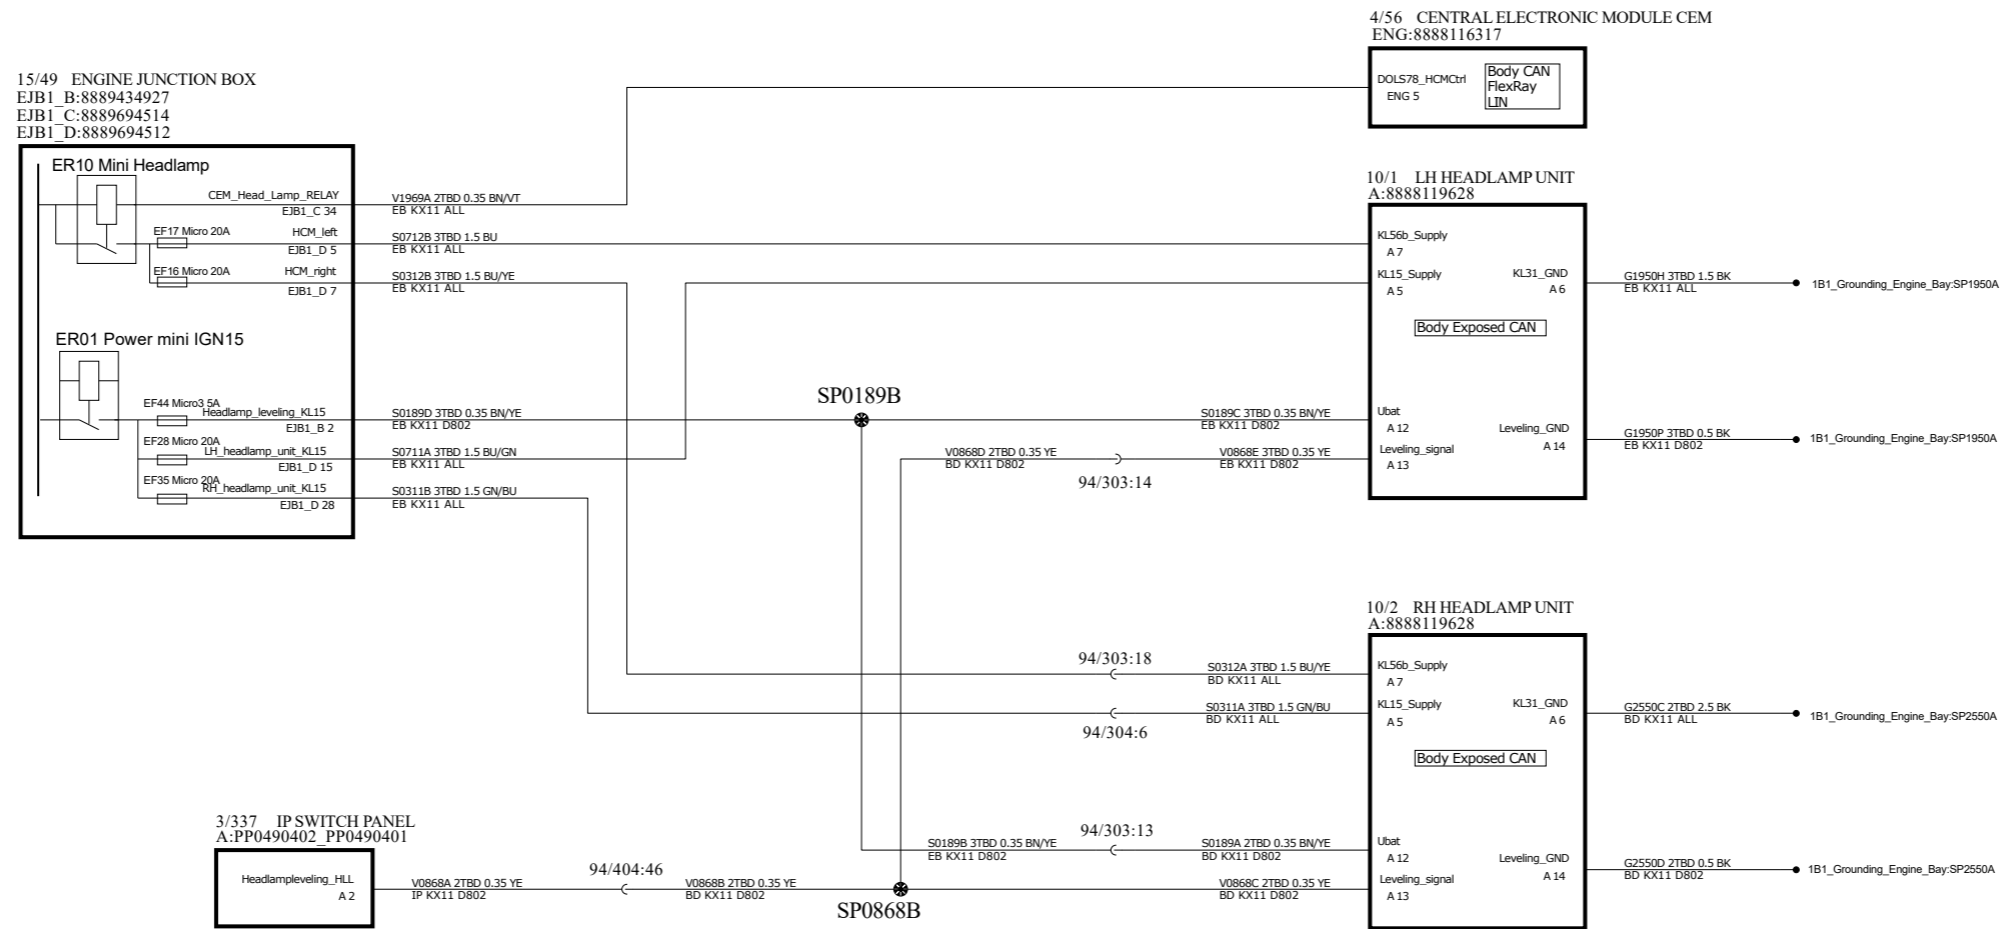 4/56 CENTRAL ELECTRONIC MODULE CEM
ENG:8888116317
DOLS78_HCMCtrl
ENG 5
Body CAN
FlexRay
LIN
15/49 ENGINE JUNCTION BOX
EJB1_B:8889434927
EJB1_C:8889694514
EJB1_D:8889694512
ER10 Mini Headlamp
CEM_Head_Lamp_RELAY
EJB1_C 34
EF17 Micro 20A
HCM_left
EJB1_D 5
EF16 Micro 20A
HCM_right
EJB1_D 7
ER01 Power mini IGN15
EF44 Micro3 5A
Headlamp_leveling_KL15
EJB1_B 2
EF28 Micro 20A
LH_headlamp_unit_KL15
EJB1_D 15
EF35 Micro 20A
RH_headlamp_unit_KL15
EJB1_D 28
V1969A 2TBD 0.35 BN/VT
EB KX11 ALL
S0712B 3TBD 1.5 BU
EB KX11 ALL
S0312B 3TBD 1.5 BU/YE
EB KX11 ALL
S0189D 3TBD 0.35 BN/YE
EB KX11 D802
S0711A 3TBD 1.5 BU/GN
EB KX11 ALL
S0311B 3TBD 1.5 GN/BU
EB KX11 ALL
SP0189B
S0189C 3TBD 0.35 BN/YE
EB KX11 D802
V0868D 2TBD 0.35 YE
BD KX11 D802
94/303:14
V0868E 3TBD 0.35 YE
EB KX11 D802
10/1 LH HEADLAMP UNIT
A:8888119628
KL56b_Supply
A 7
KL15_Supply
A 5
KL31_GND
A 6
Body Exposed CAN
Ubat
A 12
Leveling_signal
A 13
Leveling_GND
A 14
G1950H 3TBD 1.5 BK
EB KX11 ALL
1B1_Grounding_Engine_Bay:SP1950A
G1950P 3TBD 0.5 BK
EB KX11 D802
1B1_Grounding_Engine_Bay:SP1950A
10/2 RH HEADLAMP UNIT
A:8888119628
94/303:18
S0312A 3TBD 1.5 BU/YE
BD KX11 ALL
S0311A 3TBD 1.5 GN/BU
BD KX11 ALL
94/304:6
KL56b_Supply
A 7
KL15_Supply
A 5
KL31_GND
A 6
Body Exposed CAN
Ubat
A 12
Leveling_signal
A 13
Leveling_GND
A 14
G2550C 2TBD 2.5 BK
BD KX11 ALL
1B1_Grounding_Engine_Bay:SP2550A
G2550D 2TBD 0.5 BK
BD KX11 D802
1B1_Grounding_Engine_Bay:SP2550A
S0189B 3TBD 0.35 BN/YE
EB KX11 D802
94/303:13
S0189A 2TBD 0.35 BN/YE
BD KX11 D802
3/337 IP SWITCH PANEL
A:PP0490402_PP0490401
Headlampleveling_HLL
A 2
V0868A 2TBD 0.35 YE
IP KX11 D802
94/404:46
V0868B 2TBD 0.35 YE
BD KX11 D802
SP0868B
V0868C 2TBD 0.35 YE
BD KX11 D802